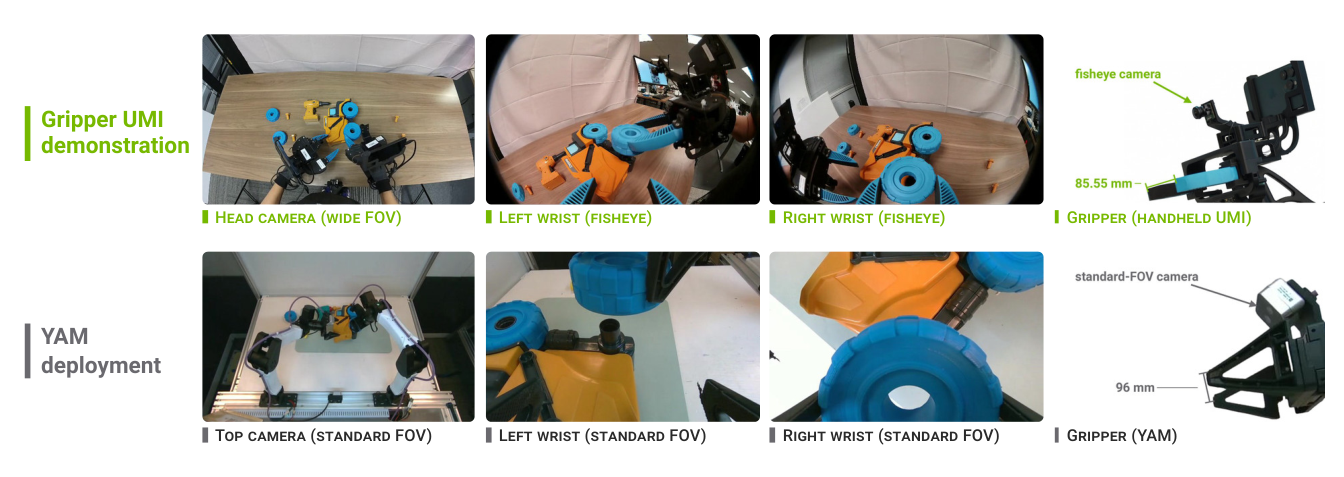 Gripper UMI
demonstration
HEAD CAMERA (WIDE FOV)
LEFT WRIST (FISHEYE)
RIGHT WRIST (FISHEYE)
fisheye camera
85.55 mm
GRIPPER (HANDHELD UMI)
YAM
deployment
TOP CAMERA (STANDARD FOV)
LEFT WRIST (STANDARD FOV)
RIGHT WRIST (STANDARD FOV)
standard-FOV camera
96 mm
GRIPPER (YAM)